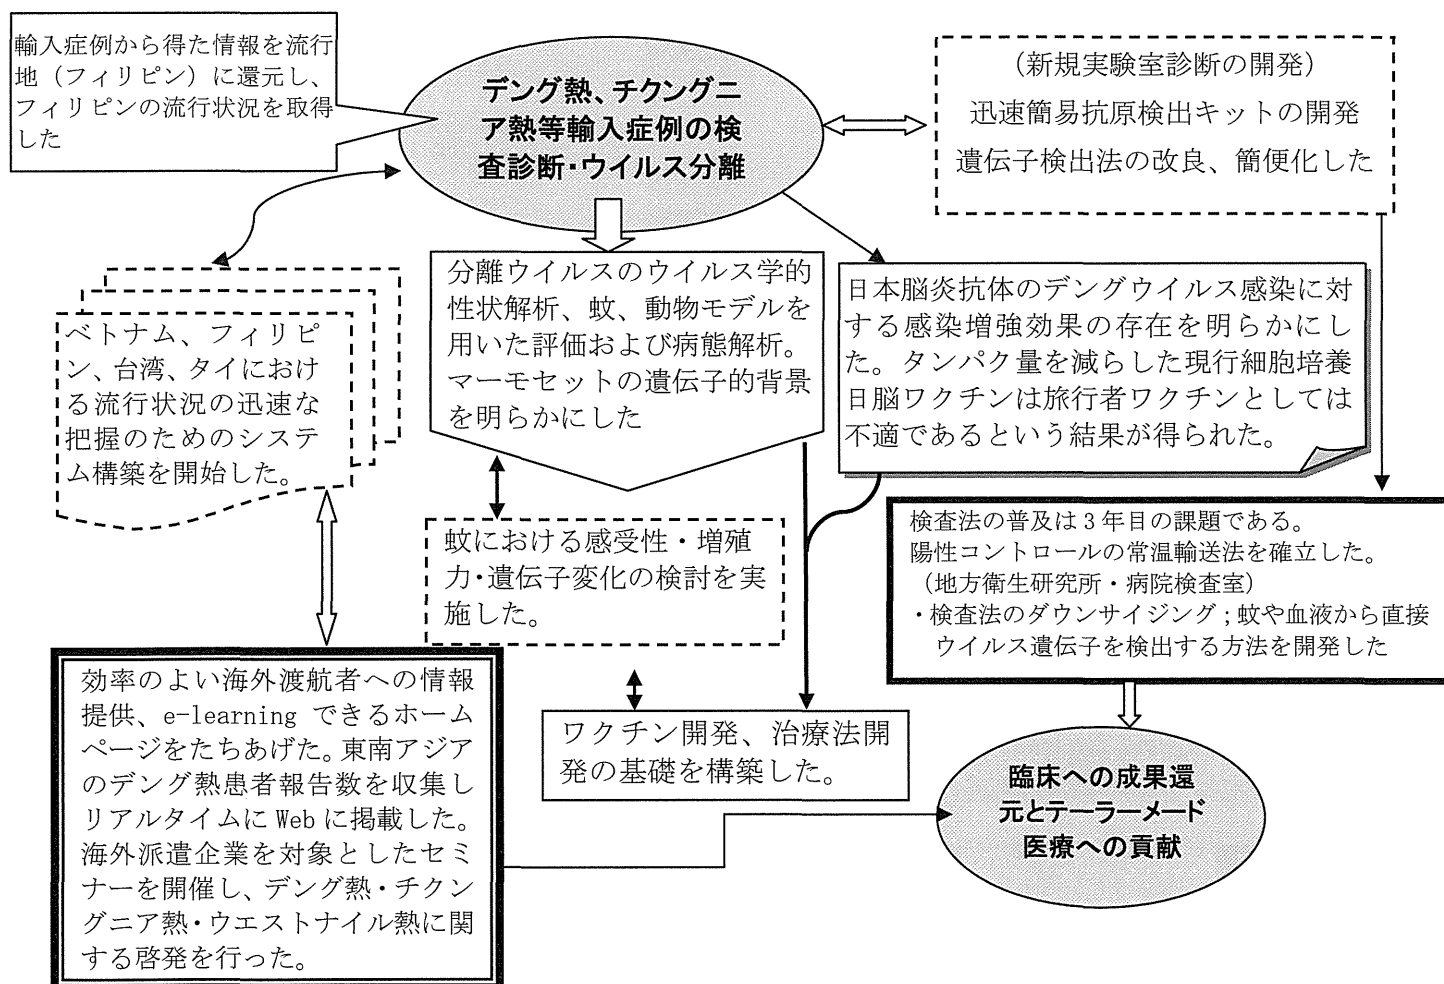 輸入症例から得た情報を流行
地（フィリピン）に還元し、
フィリピンの流行状況を取得
した
デング熱、チクングニ
ア熱等輸入症例の検
査診断・ウイルス分離
（新規実験室診断の開発）
迅速簡易抗原検出キットの開発
遺伝子検出法の改良、簡便化した
ベトナム、フィリピ
ン、台湾、タイにおけ
る流行状況の迅速な
把握のためのシステ
ム構築を開始した。
分離ウイルスのウイルス学的
性状解析、蚊、動物モデルを
用いた評価および病態解析。
マーモセットの遺伝子的背景
を明らかにした
日本脳炎抗体のデングウイルス感染に対
する感染増強効果の存在を明らかにし
た。タンパク量を減らした現行細胞培養
日脳ワクチンは旅行者ワクチンとしては
不適であるという結果が得られた。
蚊における感受性・増殖
力・遺伝子変化の検討を実
施した。
検査法の普及は3年目の課題である。
陽性コントロールの常温輸送法を確立した。
（地方衛生研究所・病院検査室）
・検査法のダウンサイジング；蚊や血液から直接
ウイルス遺伝子を検出する方法を開発した
効率のよい海外渡航者への情報
提供、e-learning できるホーム
ページをたちあげた。東南アジア
のデング熱患者報告数を収集し
リアルタイムに Web に掲載した。
海外派遣企業を対象としたセミ
ナーを開催し、デング熱・チクン
グニア熱・ウエストナイル熱に関
する啓発を行った。
ワクチン開発、治療法開
発の基礎を構築した。
臨床への成果還
元とテーラーメード
医療への貢献